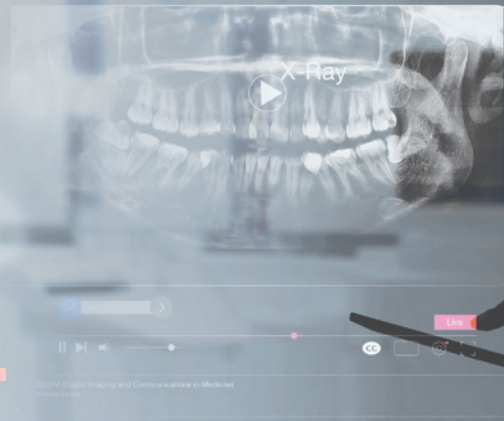 X-Ray
Live
CC
DICOM (Digital Imaging and Communications in Medicine)